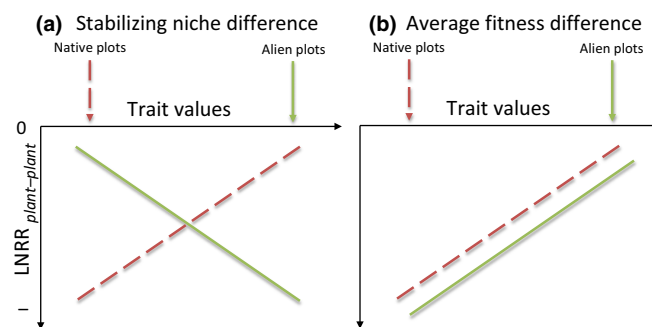 (a) Stabilizing niche difference
Native plots
Alien plots
Trait values
0
LNRR plant–plant
–
(b) Average fitness difference
Native plots
Alien plots
Trait values